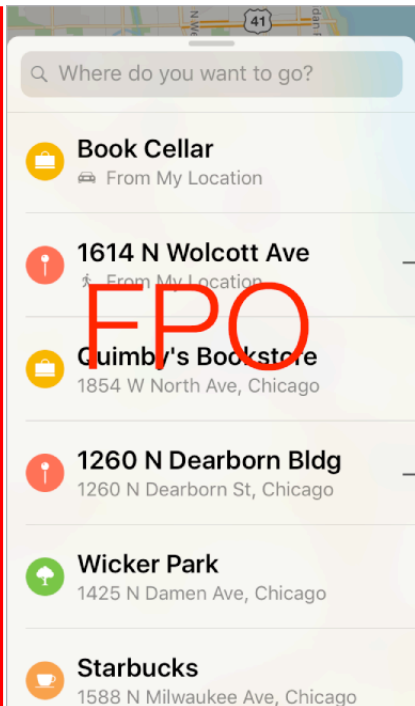 41
Where do you want to go?
Book Cellar
From My Location
1614 N Wolcott Ave
From My Location
FPO
Quimby's Bookstore
1854 W North Ave, Chicago
1260 N Dearborn Bldg
1260 N Dearborn St, Chicago
Wicker Park
1425 N Damen Ave, Chicago
Starbucks
1588 N Milwaukee Ave, Chicago